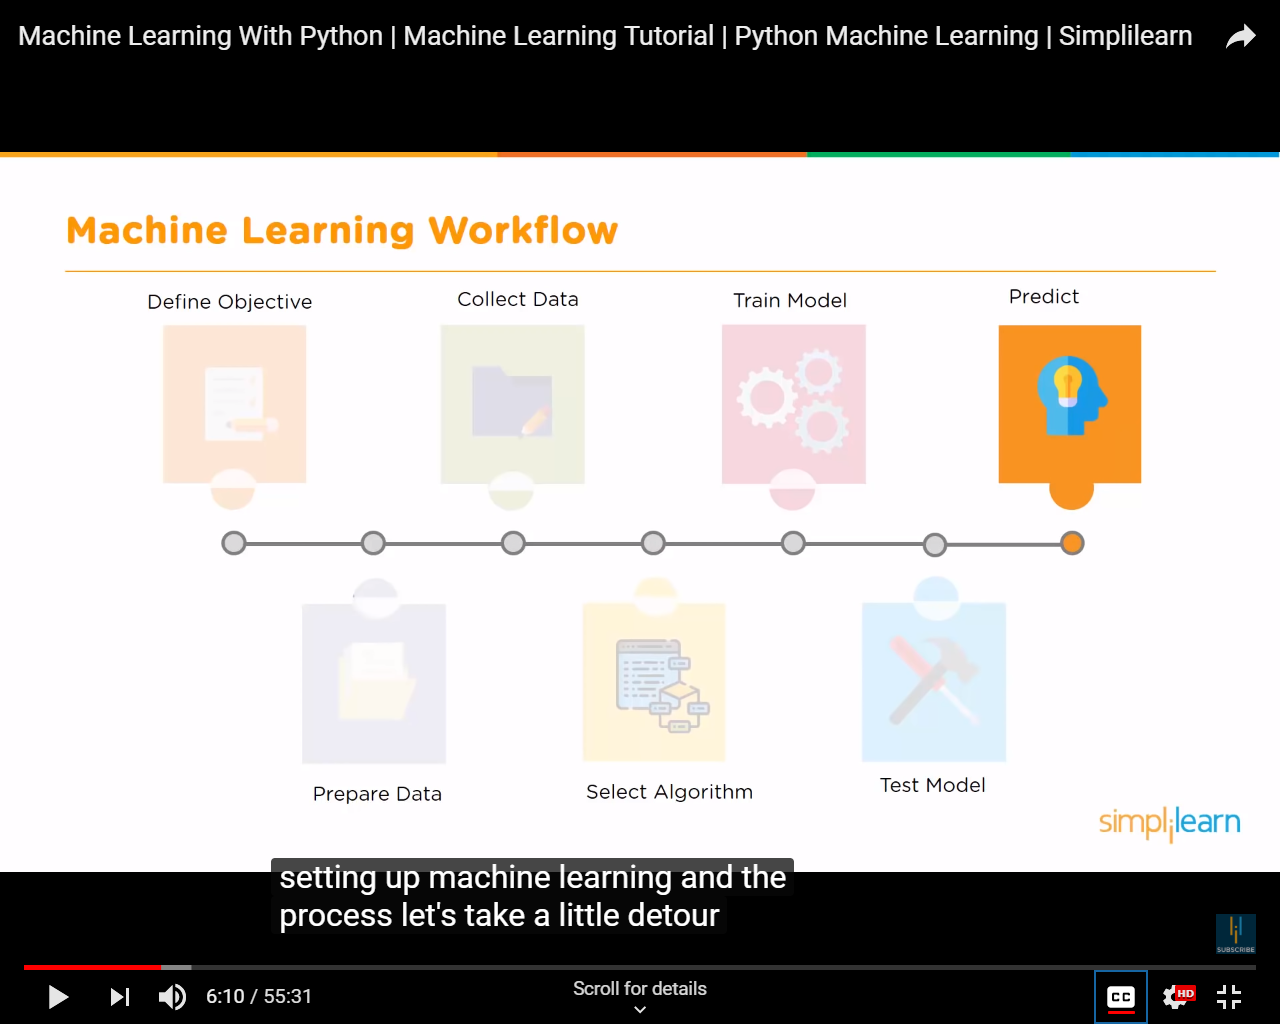 Machine Learning With Python | Machine Learning Tutorial | Python Machine Learning | Simplilearn
Machine Learning Workflow
Define Objective
Collect Data
Train Model
Predict
Prepare Data
Select Algorithm
Test Model
simplilearn
setting up machine learning and the
process let's take a little detour
SUBSCRIBE
6:10 / 55:31
Scroll for details
CC
HD